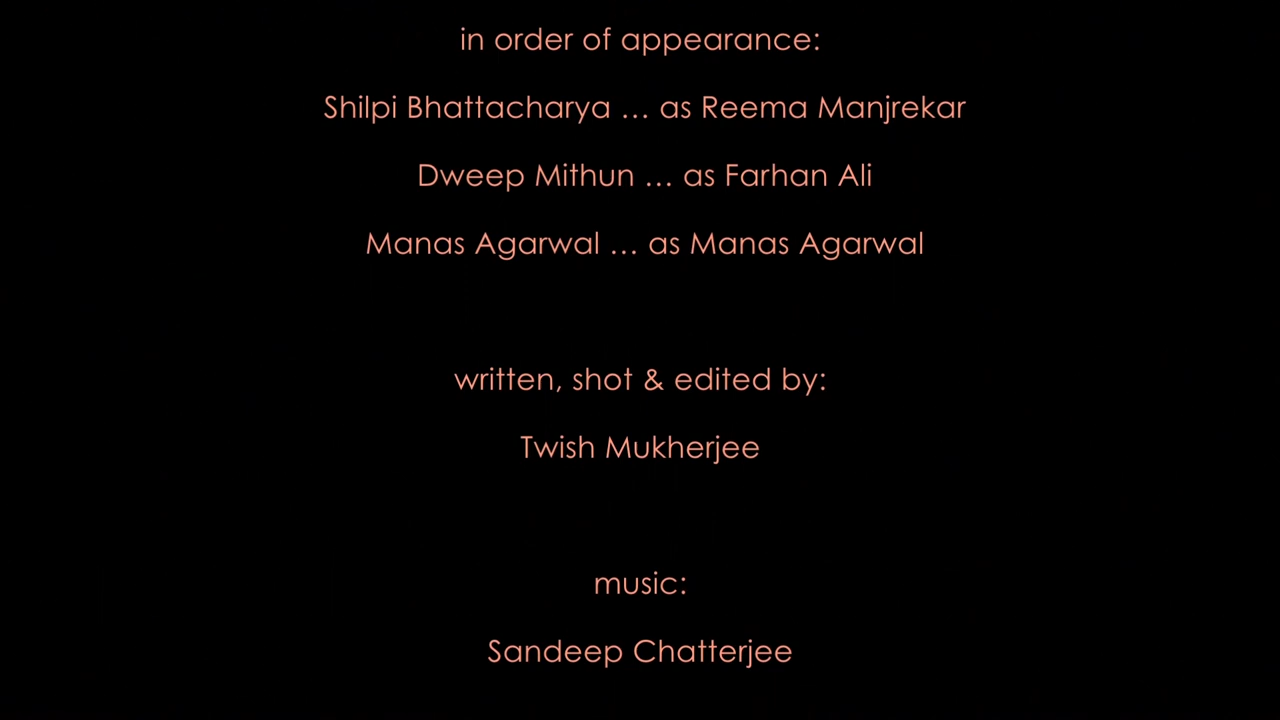 in order of appearance:
Shilpi Bhattacharya … as Reema Manjrekar
Dweep Mithun … as Farhan Ali
Manas Agarwal … as Manas Agarwal
written, shot & edited by:
Twish Mukherjee
music:
Sandeep Chatterjee